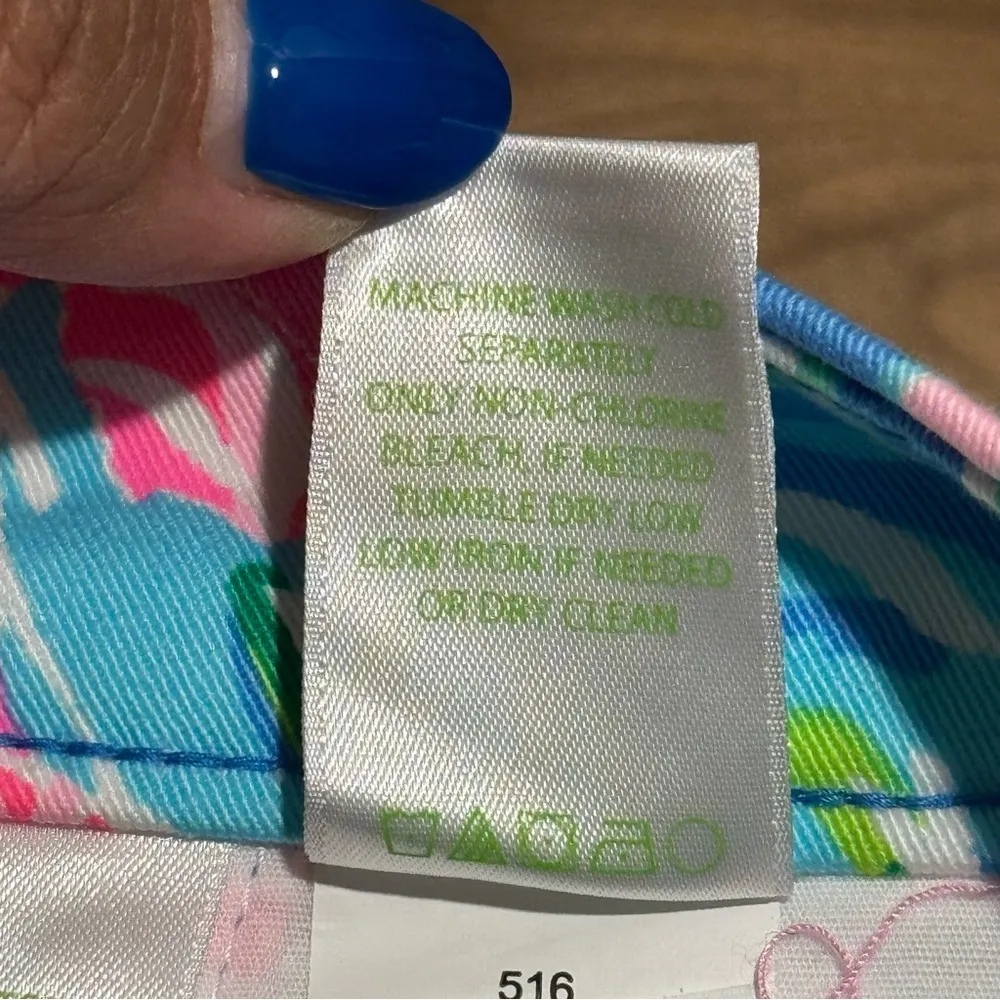 MACHINE WASH COLD
SEPARATELY
ONLY NON-CHLORINE
BLEACH, IF NEEDED
TUMBLE DRY LOW
LOW IRON IF NEEDED
OR DRY CLEAN
516